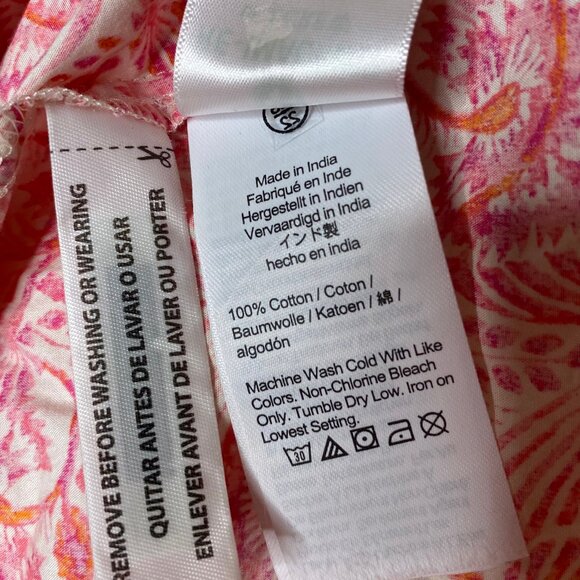 Made in India
Fabriqué en Inde
Hergestellt in Indien
Vervaardigd in India
インド製
hecho en india
100% Cotton / Coton /
Baumwolle / Katoen / 綿 /
algodón
Machine Wash Cold With Like
Colors. Non-Chlorine Bleach
Only. Tumble Dry Low. Iron on
Lowest Setting.
30
REMOVE BEFORE WASHING OR WEARING
QUITAR ANTES DE LAVAR O USAR
ENLEVER AVANT DE LAVER OU PORTER